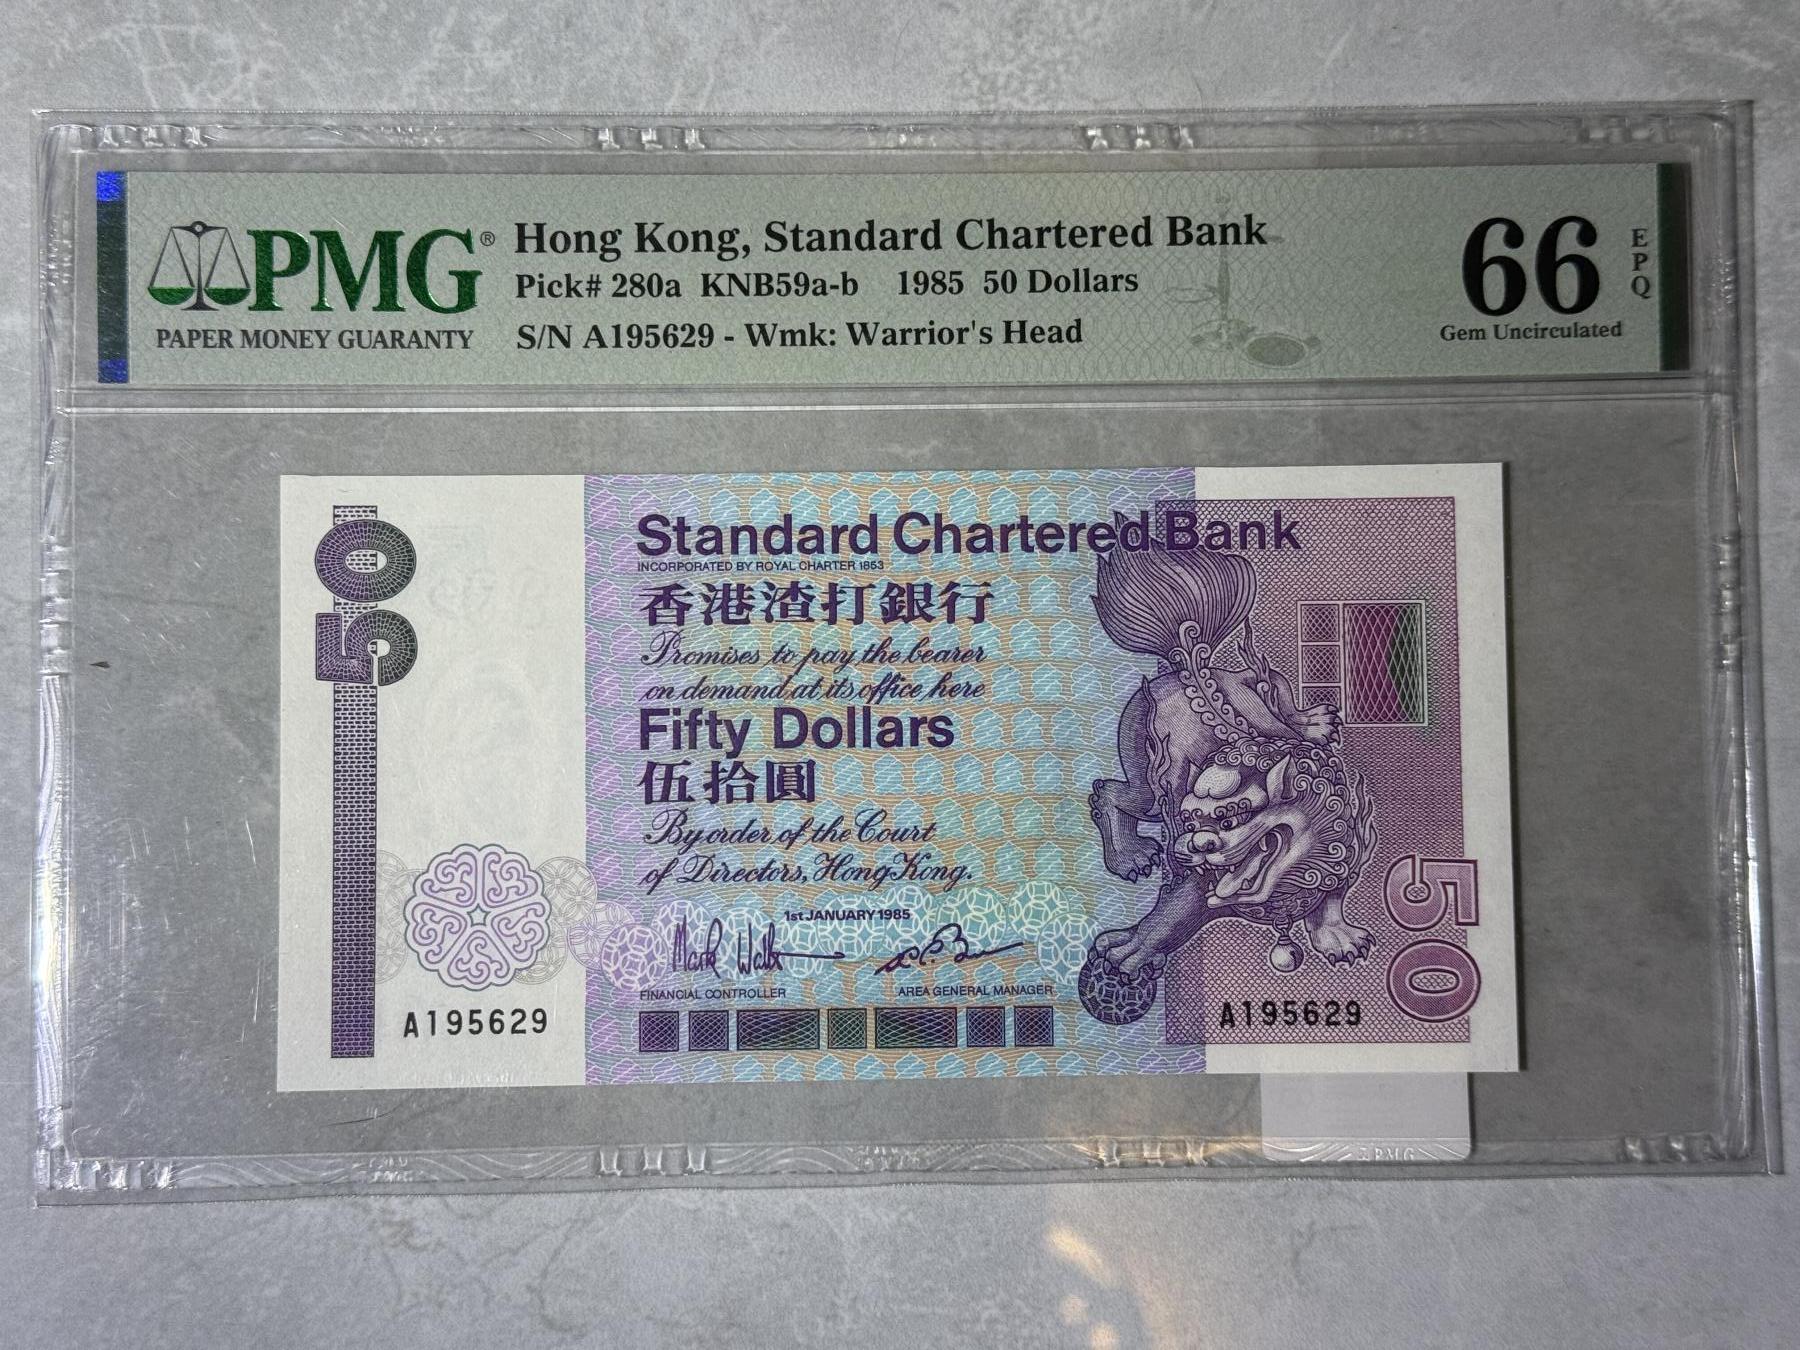 PMG®
PAPER MONEY GUARANTY
Hong Kong, Standard Chartered Bank
Pick# 280a KNB59a-b 1985 50 Dollars
S/N A195629 - Wmk: Warrior's Head
66
EPQ
Gem Uncirculated
50
Standard Chartered Bank
INCORPORATED BY ROYAL CHARTER 1853
香港渣打銀行
Promises to pay the bearer
on demand at its office here
Fifty Dollars
伍拾圓
By order of the Court
of Directors, Hong Kong.
1st JANUARY 1985
FINANCIAL CONTROLLER
AREA GENERAL MANAGER
A195629
A195629
50
PMG